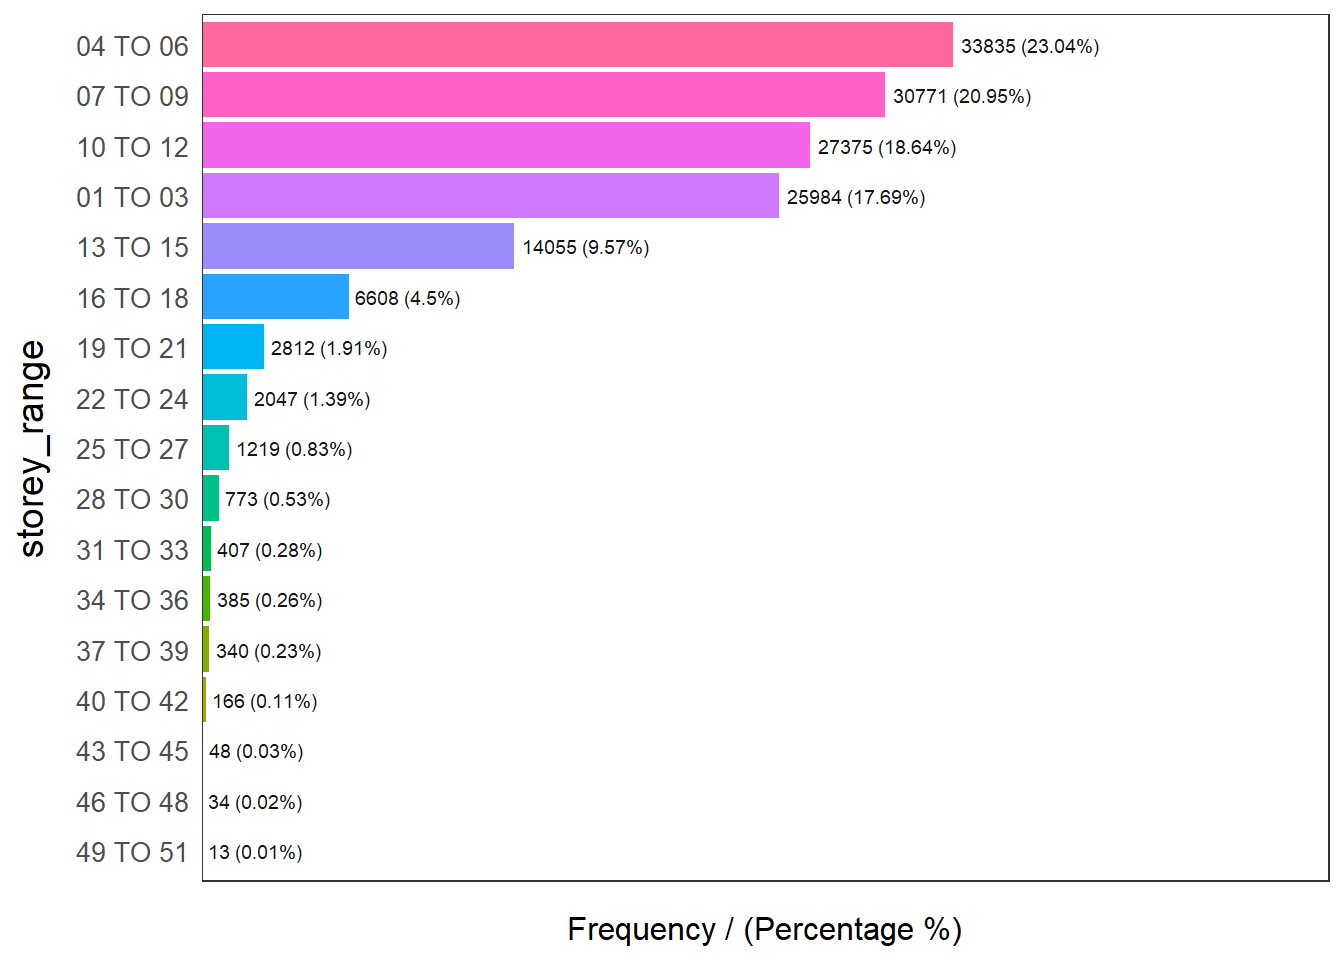 04 TO 06 33835 (23.04%)
07 TO 09 30771 (20.95%)
10 TO 12 27375 (18.64%)
01 TO 03 25984 (17.69%)
13 TO 15 14055 (9.57%)
16 TO 18 6608 (4.5%)
19 TO 21 2812 (1.91%)
22 TO 24 2047 (1.39%)
25 TO 27 1219 (0.83%)
28 TO 30 773 (0.53%)
31 TO 33 407 (0.28%)
34 TO 36 385 (0.26%)
37 TO 39 340 (0.23%)
40 TO 42 166 (0.11%)
43 TO 45 48 (0.03%)
46 TO 48 34 (0.02%)
49 TO 51 13 (0.01%)
storey_range
Frequency / (Percentage %)